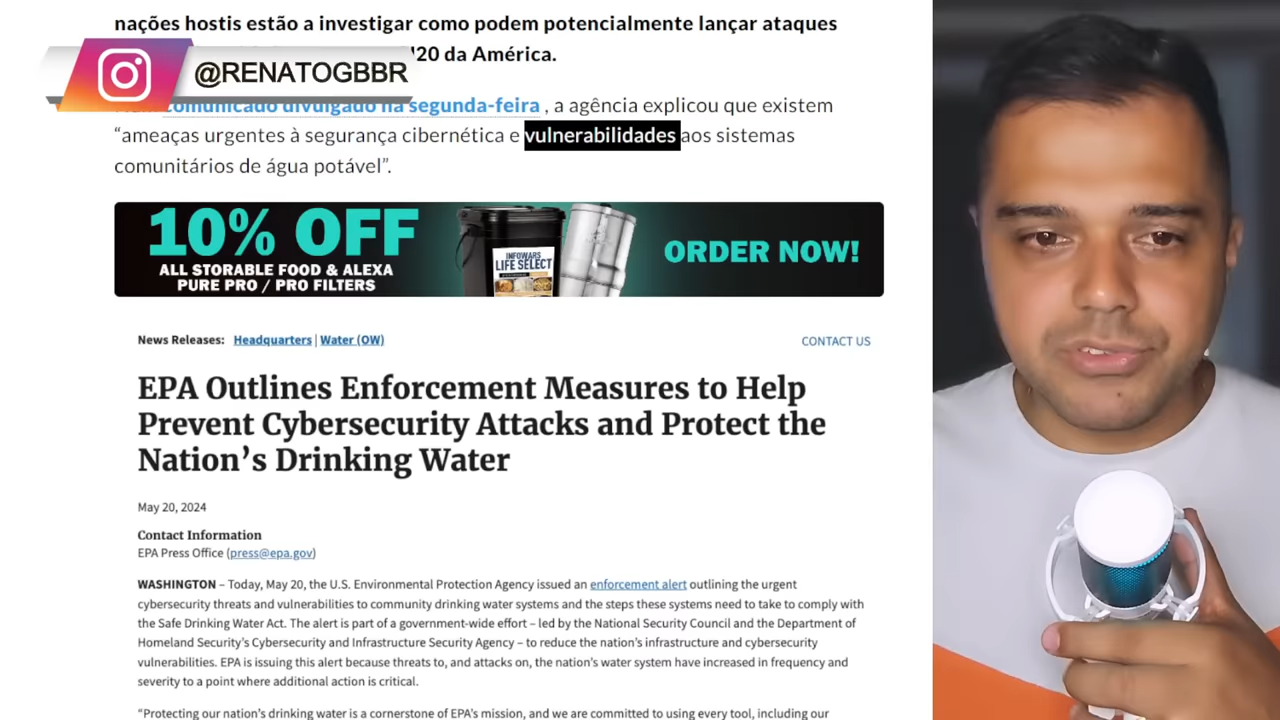 nações hostis estão a investigar como podem potencialmente lançar ataques
20 da América.
@RENATOGBBR
comunicado divulgado na segunda-feira , a agência explicou que existem
“ameaças urgentes à segurança cibernética e vulnerabilidades aos sistemas
comunitários de água potável”.
10% OFF
ALL STORABLE FOOD & ALEXA
PURE PRO / PRO FILTERS
INFOWARS
LIFE SELECT
ORDER NOW!
News Releases: Headquarters | Water (OW)
CONTACT US
EPA Outlines Enforcement Measures to Help
Prevent Cybersecurity Attacks and Protect the
Nation’s Drinking Water
May 20, 2024
Contact Information
EPA Press Office (press@epa.gov)
WASHINGTON – Today, May 20, the U.S. Environmental Protection Agency issued an enforcement alert outlining the urgent
cybersecurity threats and vulnerabilities to community drinking water systems and the steps these systems need to take to comply with
the Safe Drinking Water Act. The alert is part of a government-wide effort – led by the National Security Council and the Department of
Homeland Security’s Cybersecurity and Infrastructure Security Agency – to reduce the nation’s infrastructure and cybersecurity
vulnerabilities. EPA is issuing this alert because threats to, and attacks on, the nation’s water system have increased in frequency and
severity to a point where additional action is critical.
“Protecting our nation’s drinking water is a cornerstone of EPA’s mission, and we are committed to using every tool, including our